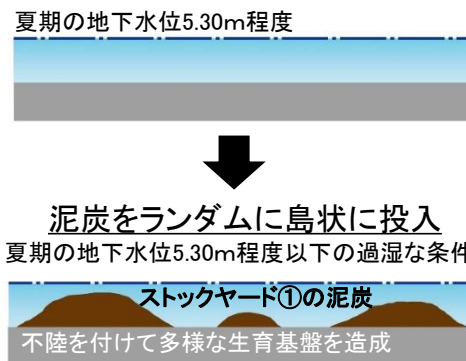 夏期の地下水位5.30m程度
泥炭をランダムに島状に投入
夏期の地下水位5.30m程度以下の過湿な条件
ストックヤード①の泥炭
不陸を付けて多様な生育基盤を造成